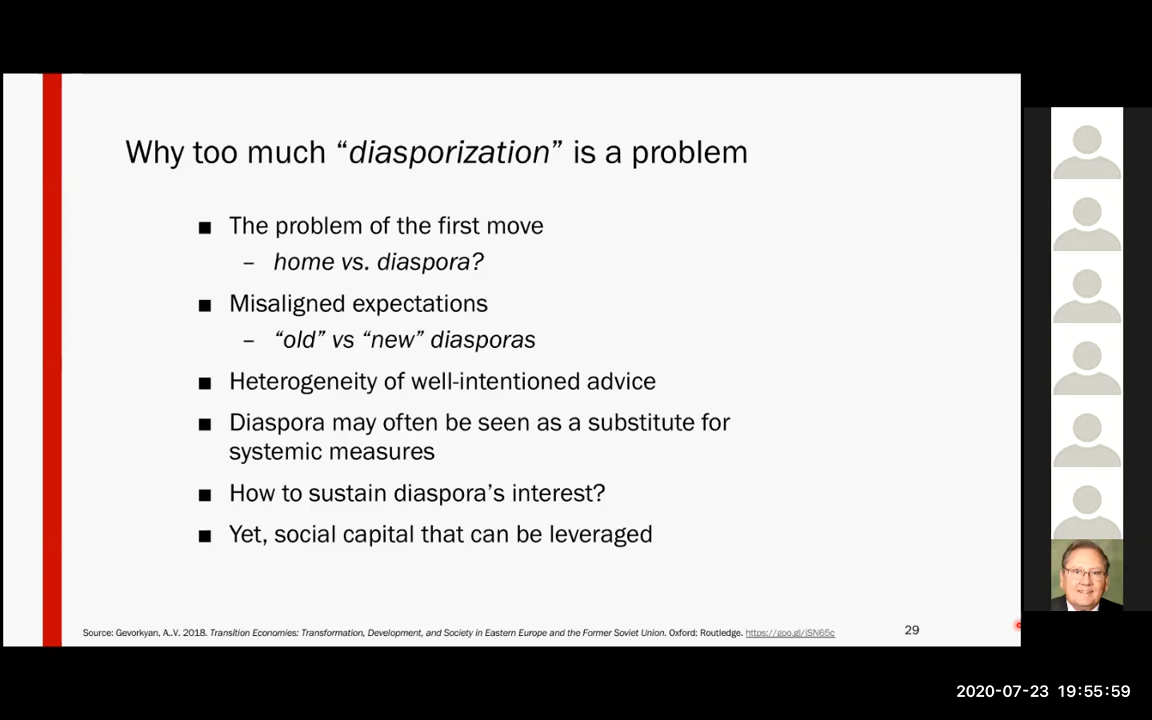 Why too much “diasporization” is a problem
■ The problem of the first move
– home vs. diaspora?
■ Misaligned expectations
– “old” vs “new” diasporas
■ Heterogeneity of well-intentioned advice
■ Diaspora may often be seen as a substitute for
systemic measures
■ How to sustain diaspora’s interest?
■ Yet, social capital that can be leveraged
Source: Gevorkyan, A..V. 2018. Transition Economies: Transformation, Development, and Society in Eastern Europe and the Former Soviet Union. Oxford: Routledge. https://goo.gl/jSN65c
29
2020-07-23 19:55:59